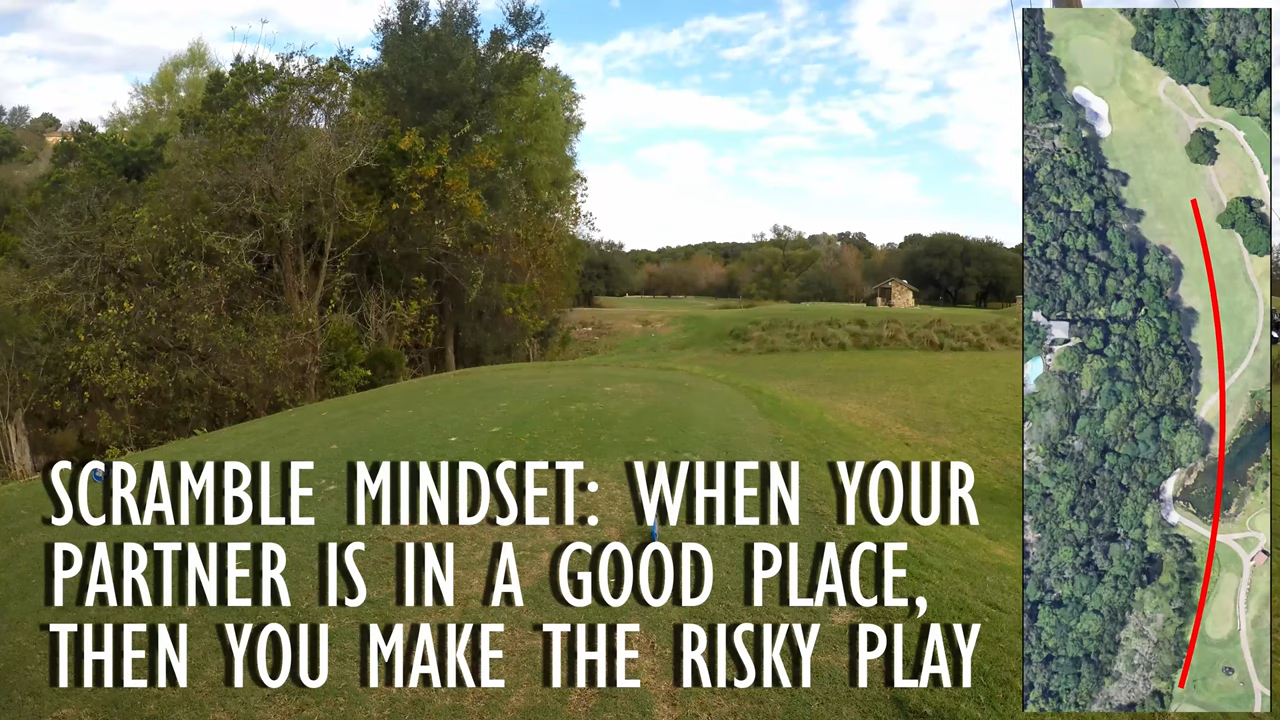 SCRAMBLE MINDSET: WHEN YOUR
PARTNER IS IN A GOOD PLACE,
THEN YOU MAKE THE RISKY PLAY